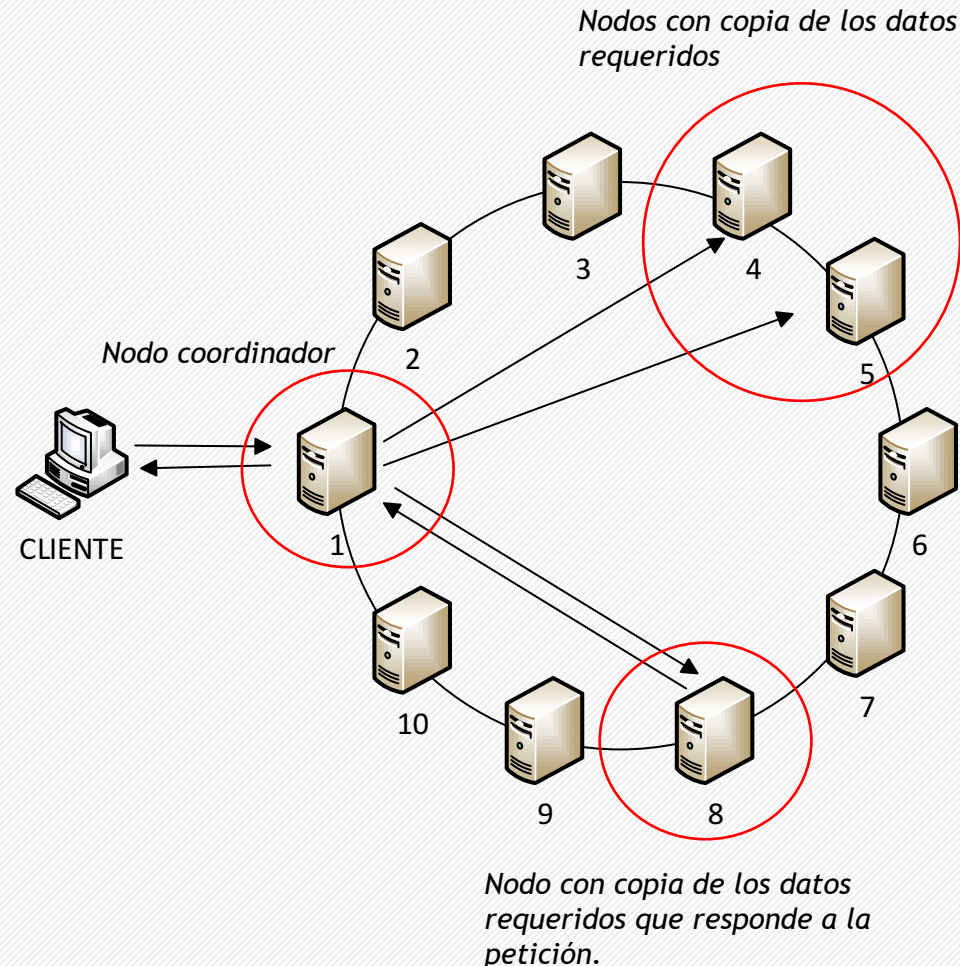 Nodos con copia de los datos
requeridos
3
4
Nodo coordinador
2
5
CLIENTE
1
6
10
7
9
8
Nodo con copia de los datos
requeridos que responde a la
petición.